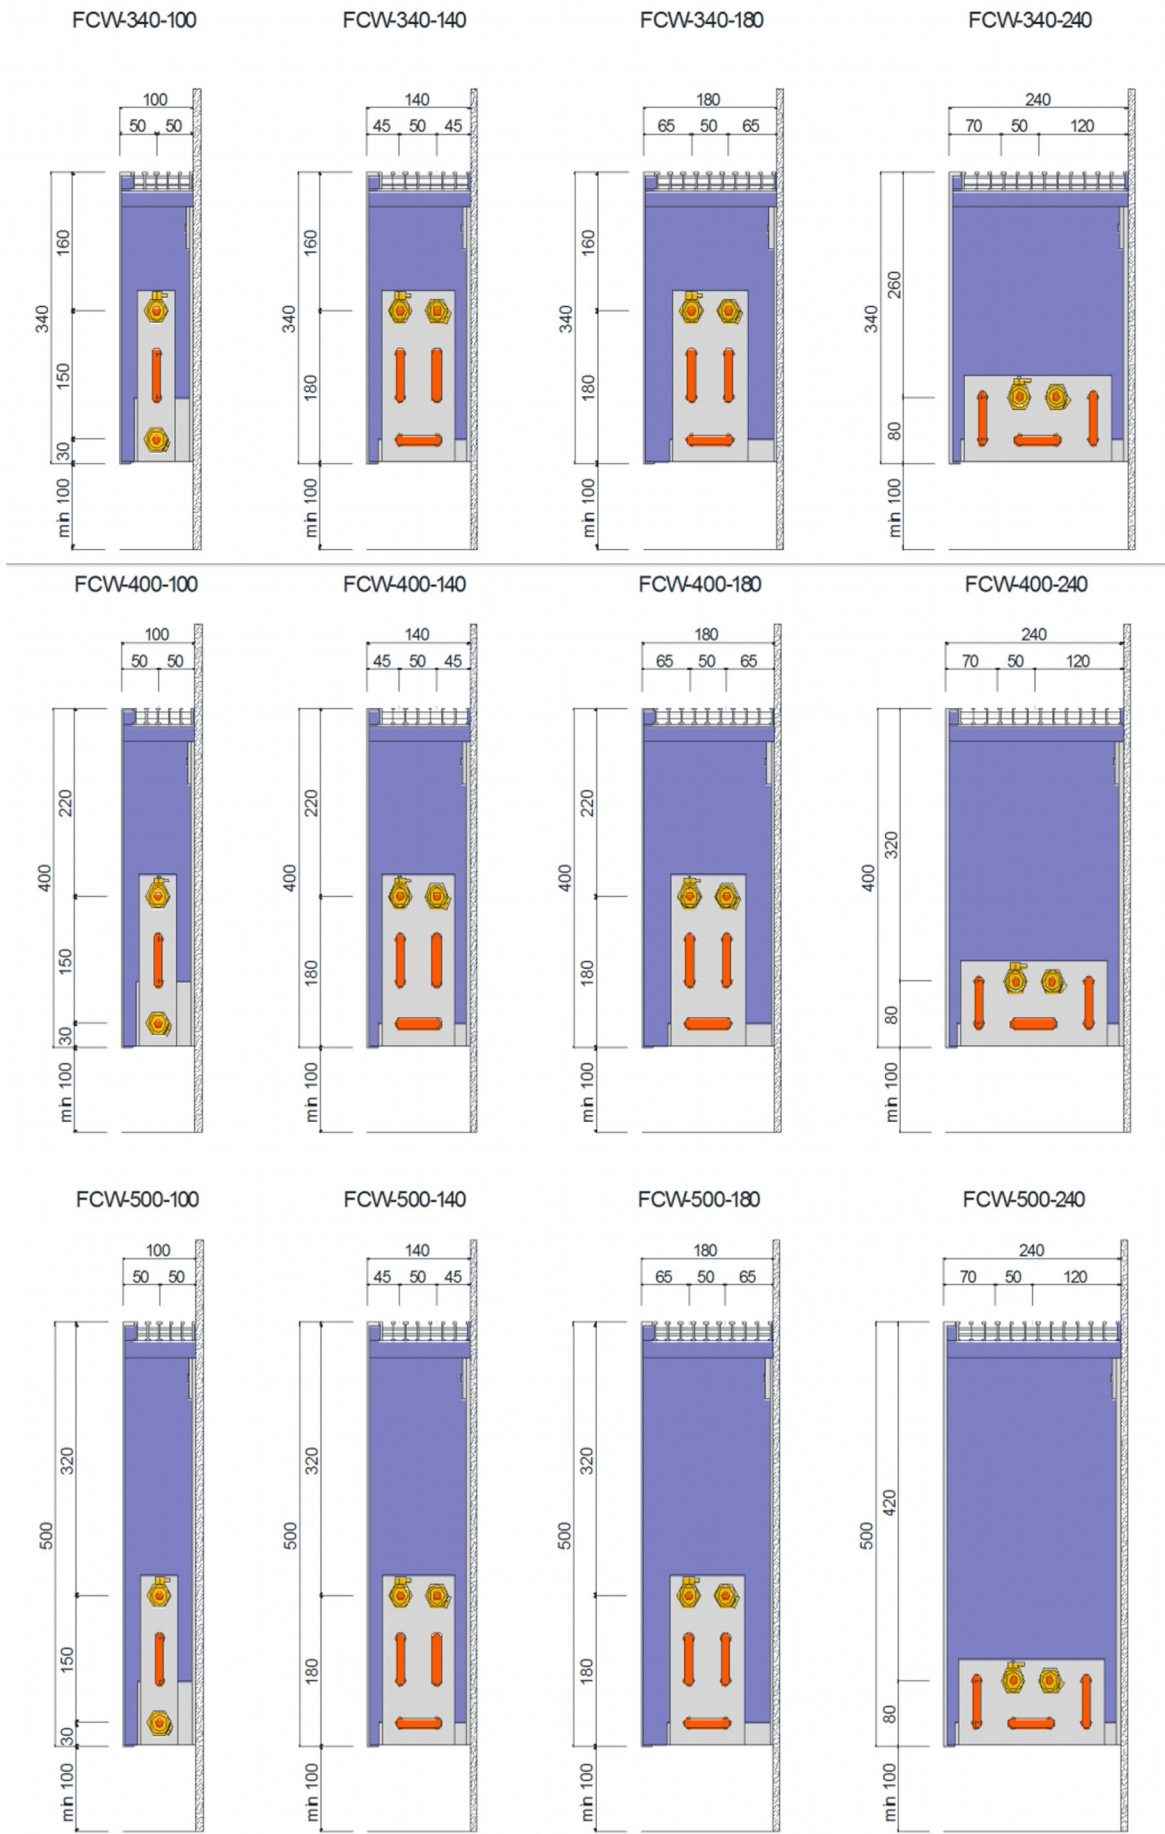 FCW-340-100 FCW-340-140 FCW-340-180 FCW-340-240
100 140 180 240
50 50 45 50 45 65 50 65 70 50 120
340 160 150 30 min 100
340 160 180 min 100
340 160 180 min 100
340 260 80 min 100
FCW-400-100 FCW-400-140 FCW-400-180 FCW-400-240
100 140 180 240
50 50 45 50 45 65 50 65 70 50 120
400 220 150 30 min 100
400 220 180 min 100
400 220 180 min 100
400 320 80 min 100
FCW-500-100 FCW-500-140 FCW-500-180 FCW-500-240
100 140 180 240
50 50 45 50 45 65 50 65 70 50 120
500 320 150 30 min 100
500 320 180 min 100
500 320 180 min 100
500 420 80 min 100